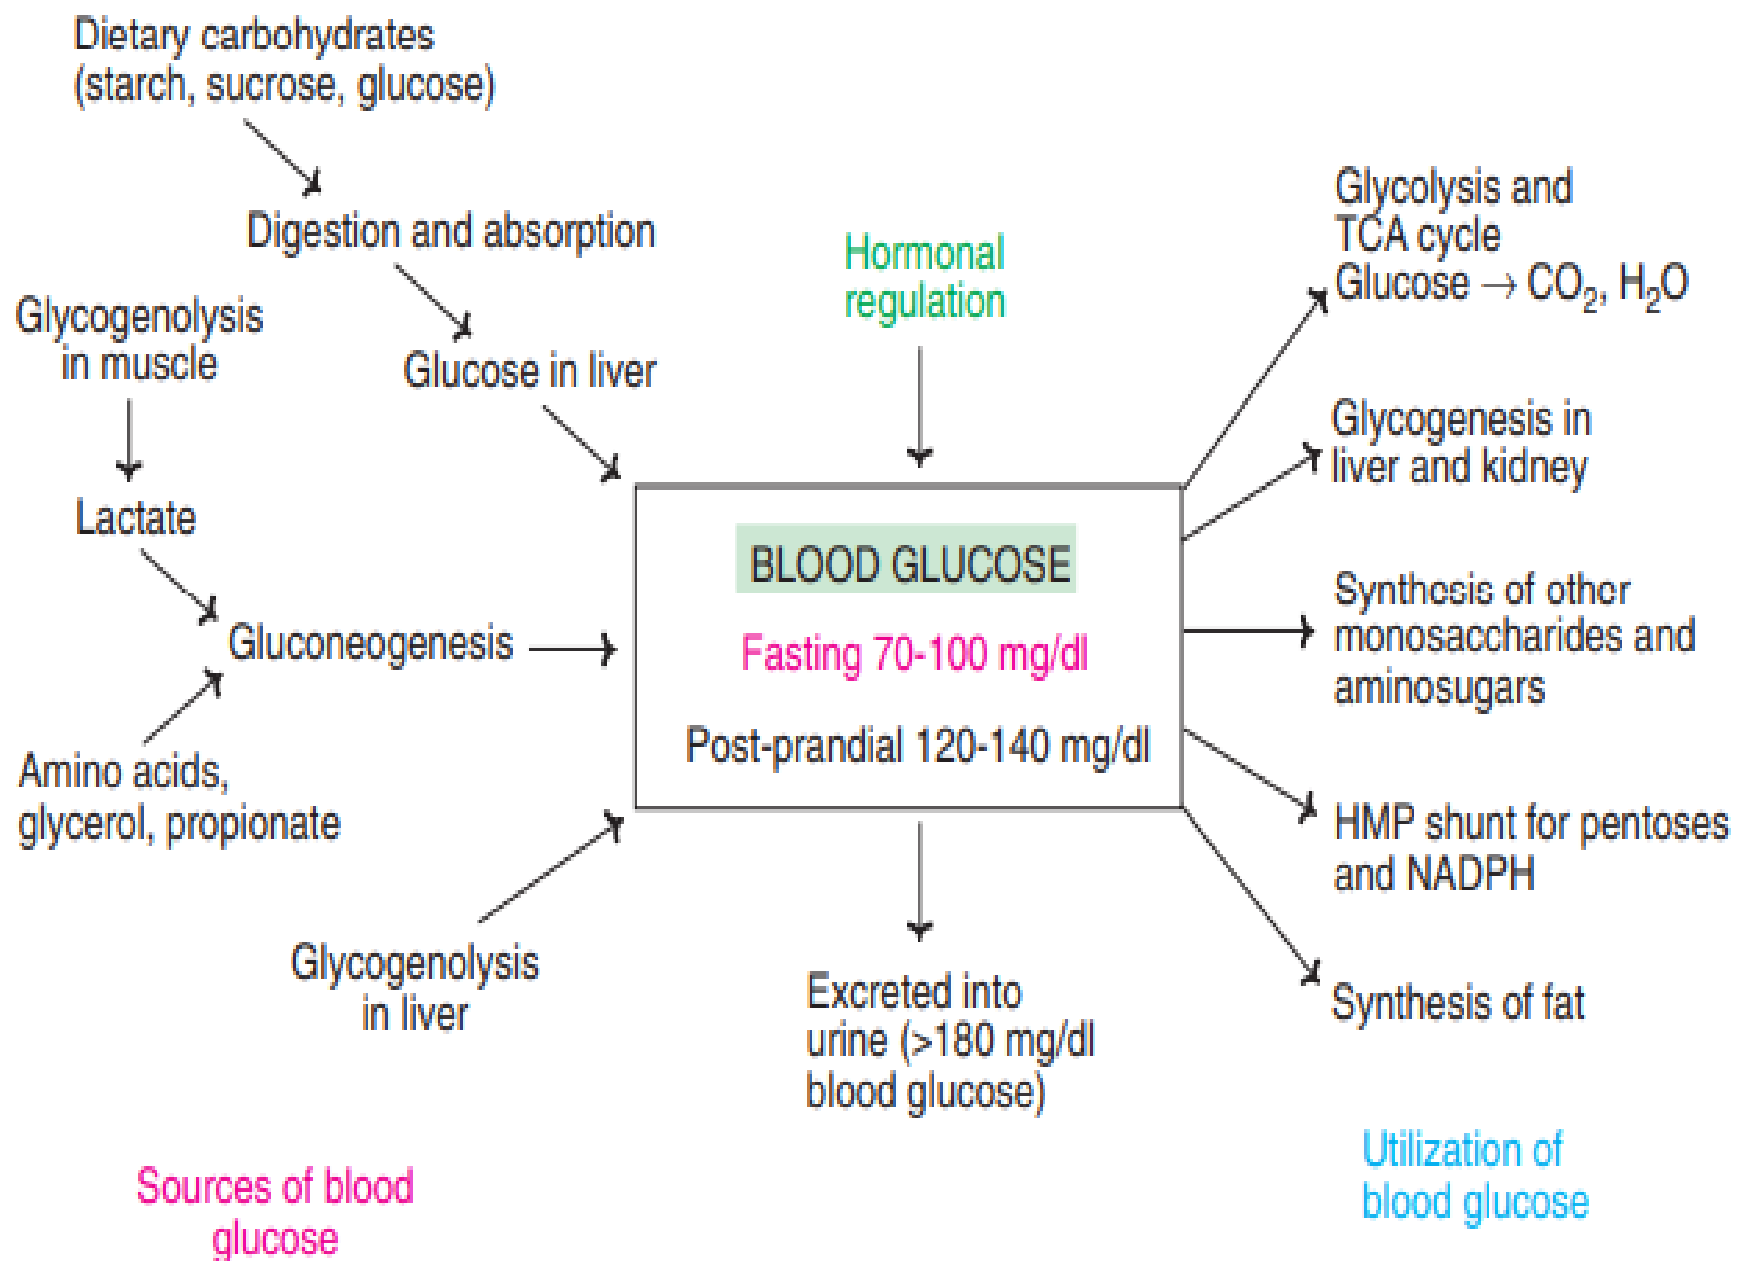 Dietary carbohydrates
(starch, sucrose, glucose)
Digestion and absorption
Glucose in liver
Glycogenolysis
in muscle
Lactate
Gluconeogenesis
Amino acids,
glycerol, propionate
Glycogenolysis
in liver
Sources of blood
glucose
Hormonal
regulation
BLOOD GLUCOSE
Fasting 70-100 mg/dl
Post-prandial 120-140 mg/dl
Excreted into
urine (>180 mg/dl
blood glucose)
Glycolysis and
TCA cycle
Glucose → CO₂, H₂O
Glycogenesis in
liver and kidney
Synthesis of other
monosaccharides and
aminosugars
HMP shunt for pentoses
and NADPH
Synthesis of fat
Utilization of
blood glucose